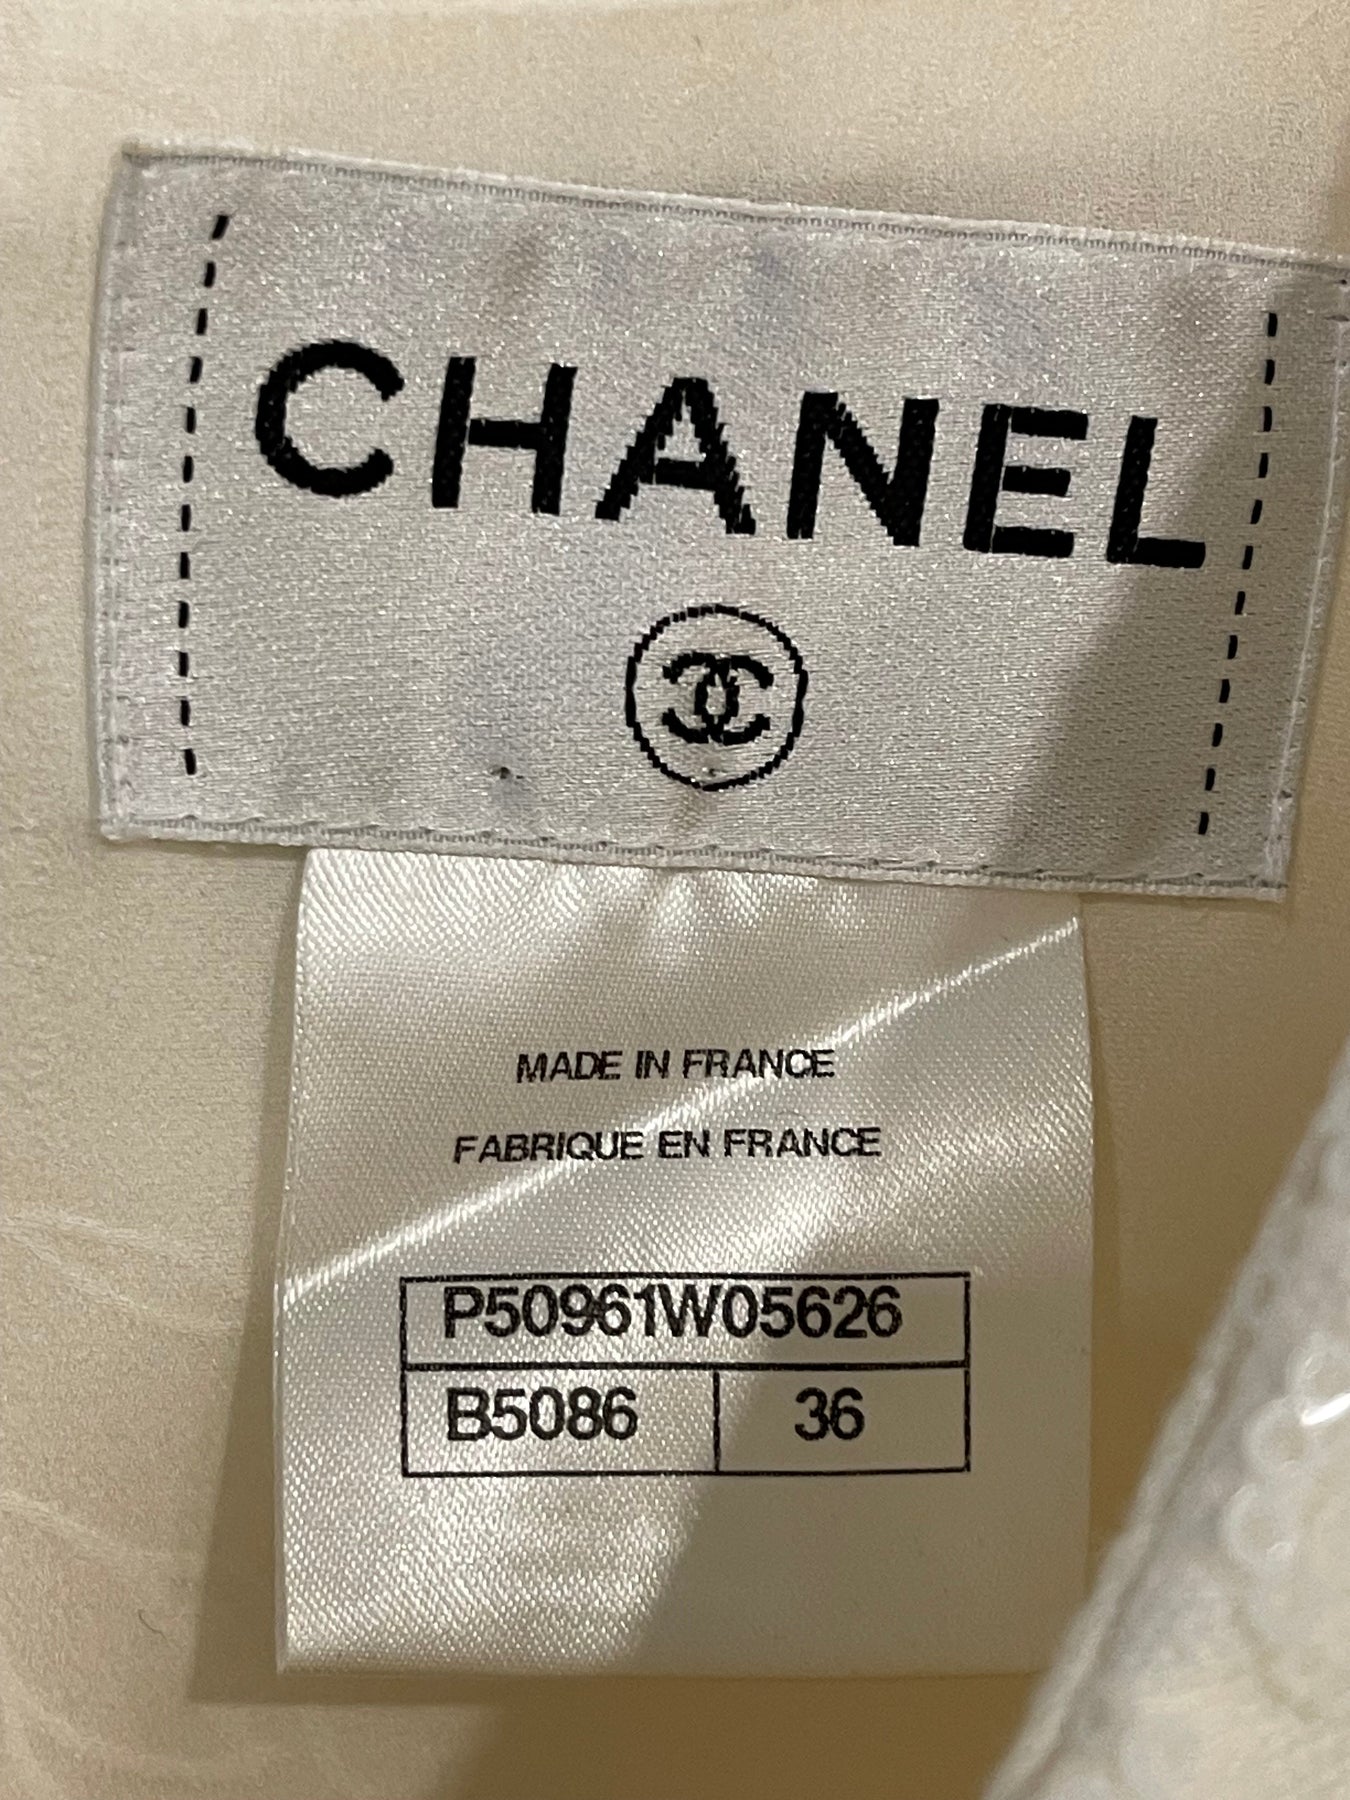 CHANEL
MADE IN FRANCE
FABRIQUE EN FRANCE
P50961W05626
B5086 36